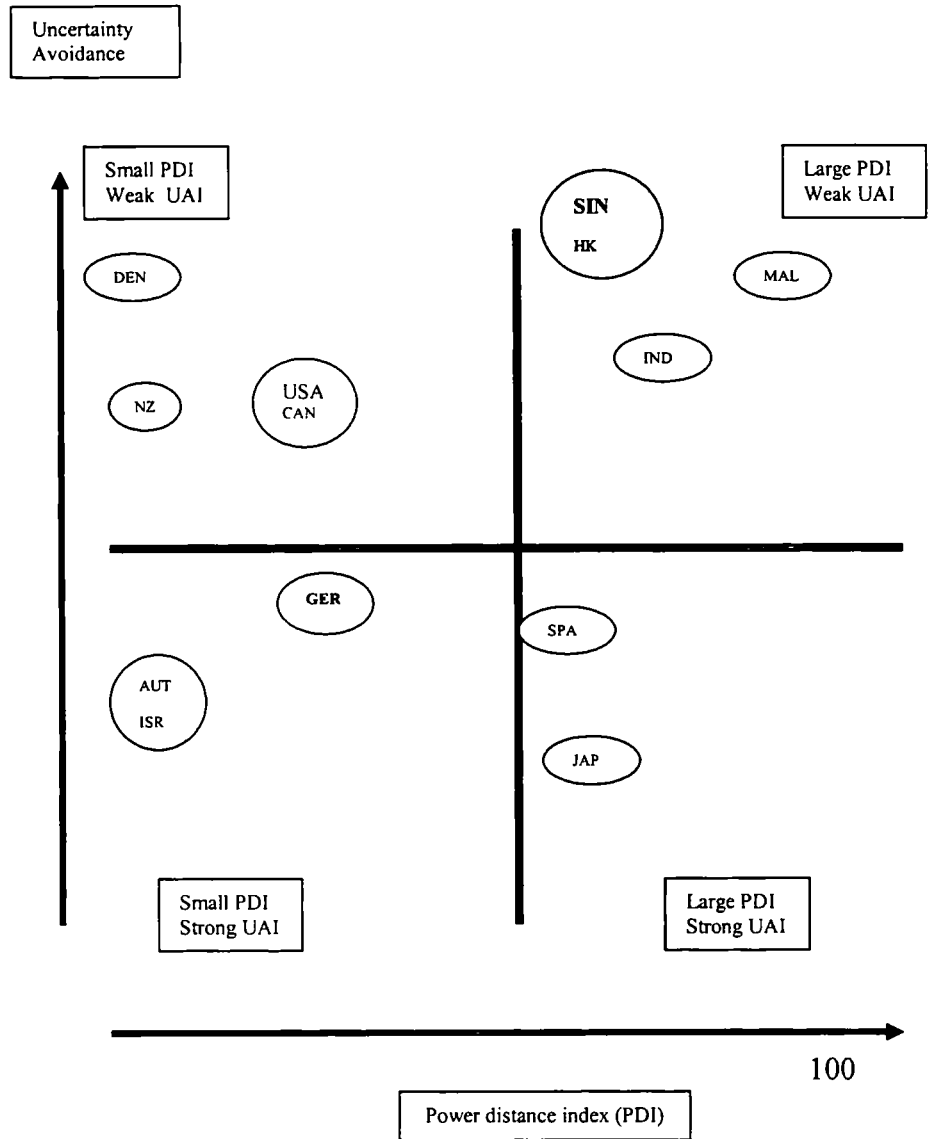 Uncertainty
Avoidance
Small PDI
Weak UAI
Large PDI
Weak UAI
SIN
HK
DEN
MAL
IND
USA
CAN
NZ
GER
SPA
AUT
ISR
JAP
Small PDI
Strong UAI
Large PDI
Strong UAI
100
Power distance index (PDI)